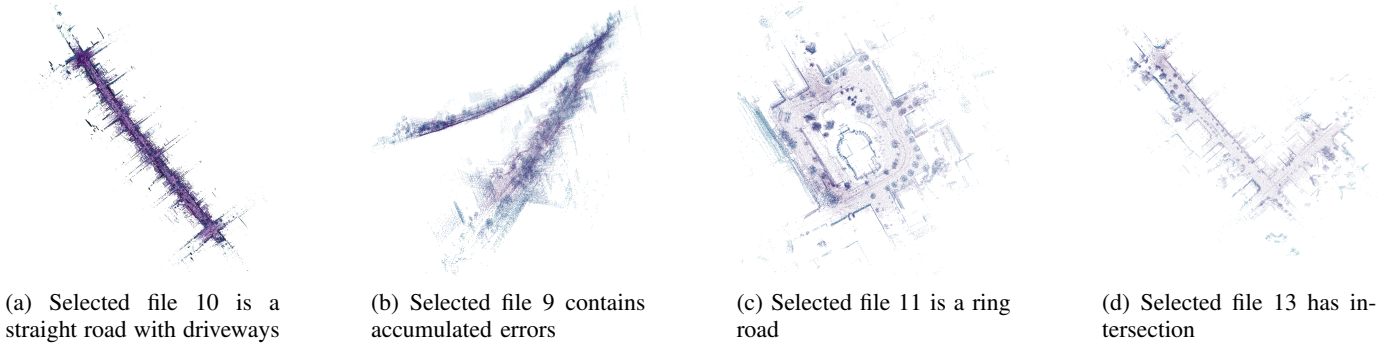 (a) Selected file 10 is a
straight road with driveways
(b) Selected file 9 contains
accumulated errors
(c) Selected file 11 is a ring
road
(d) Selected file 13 has in-
tersection